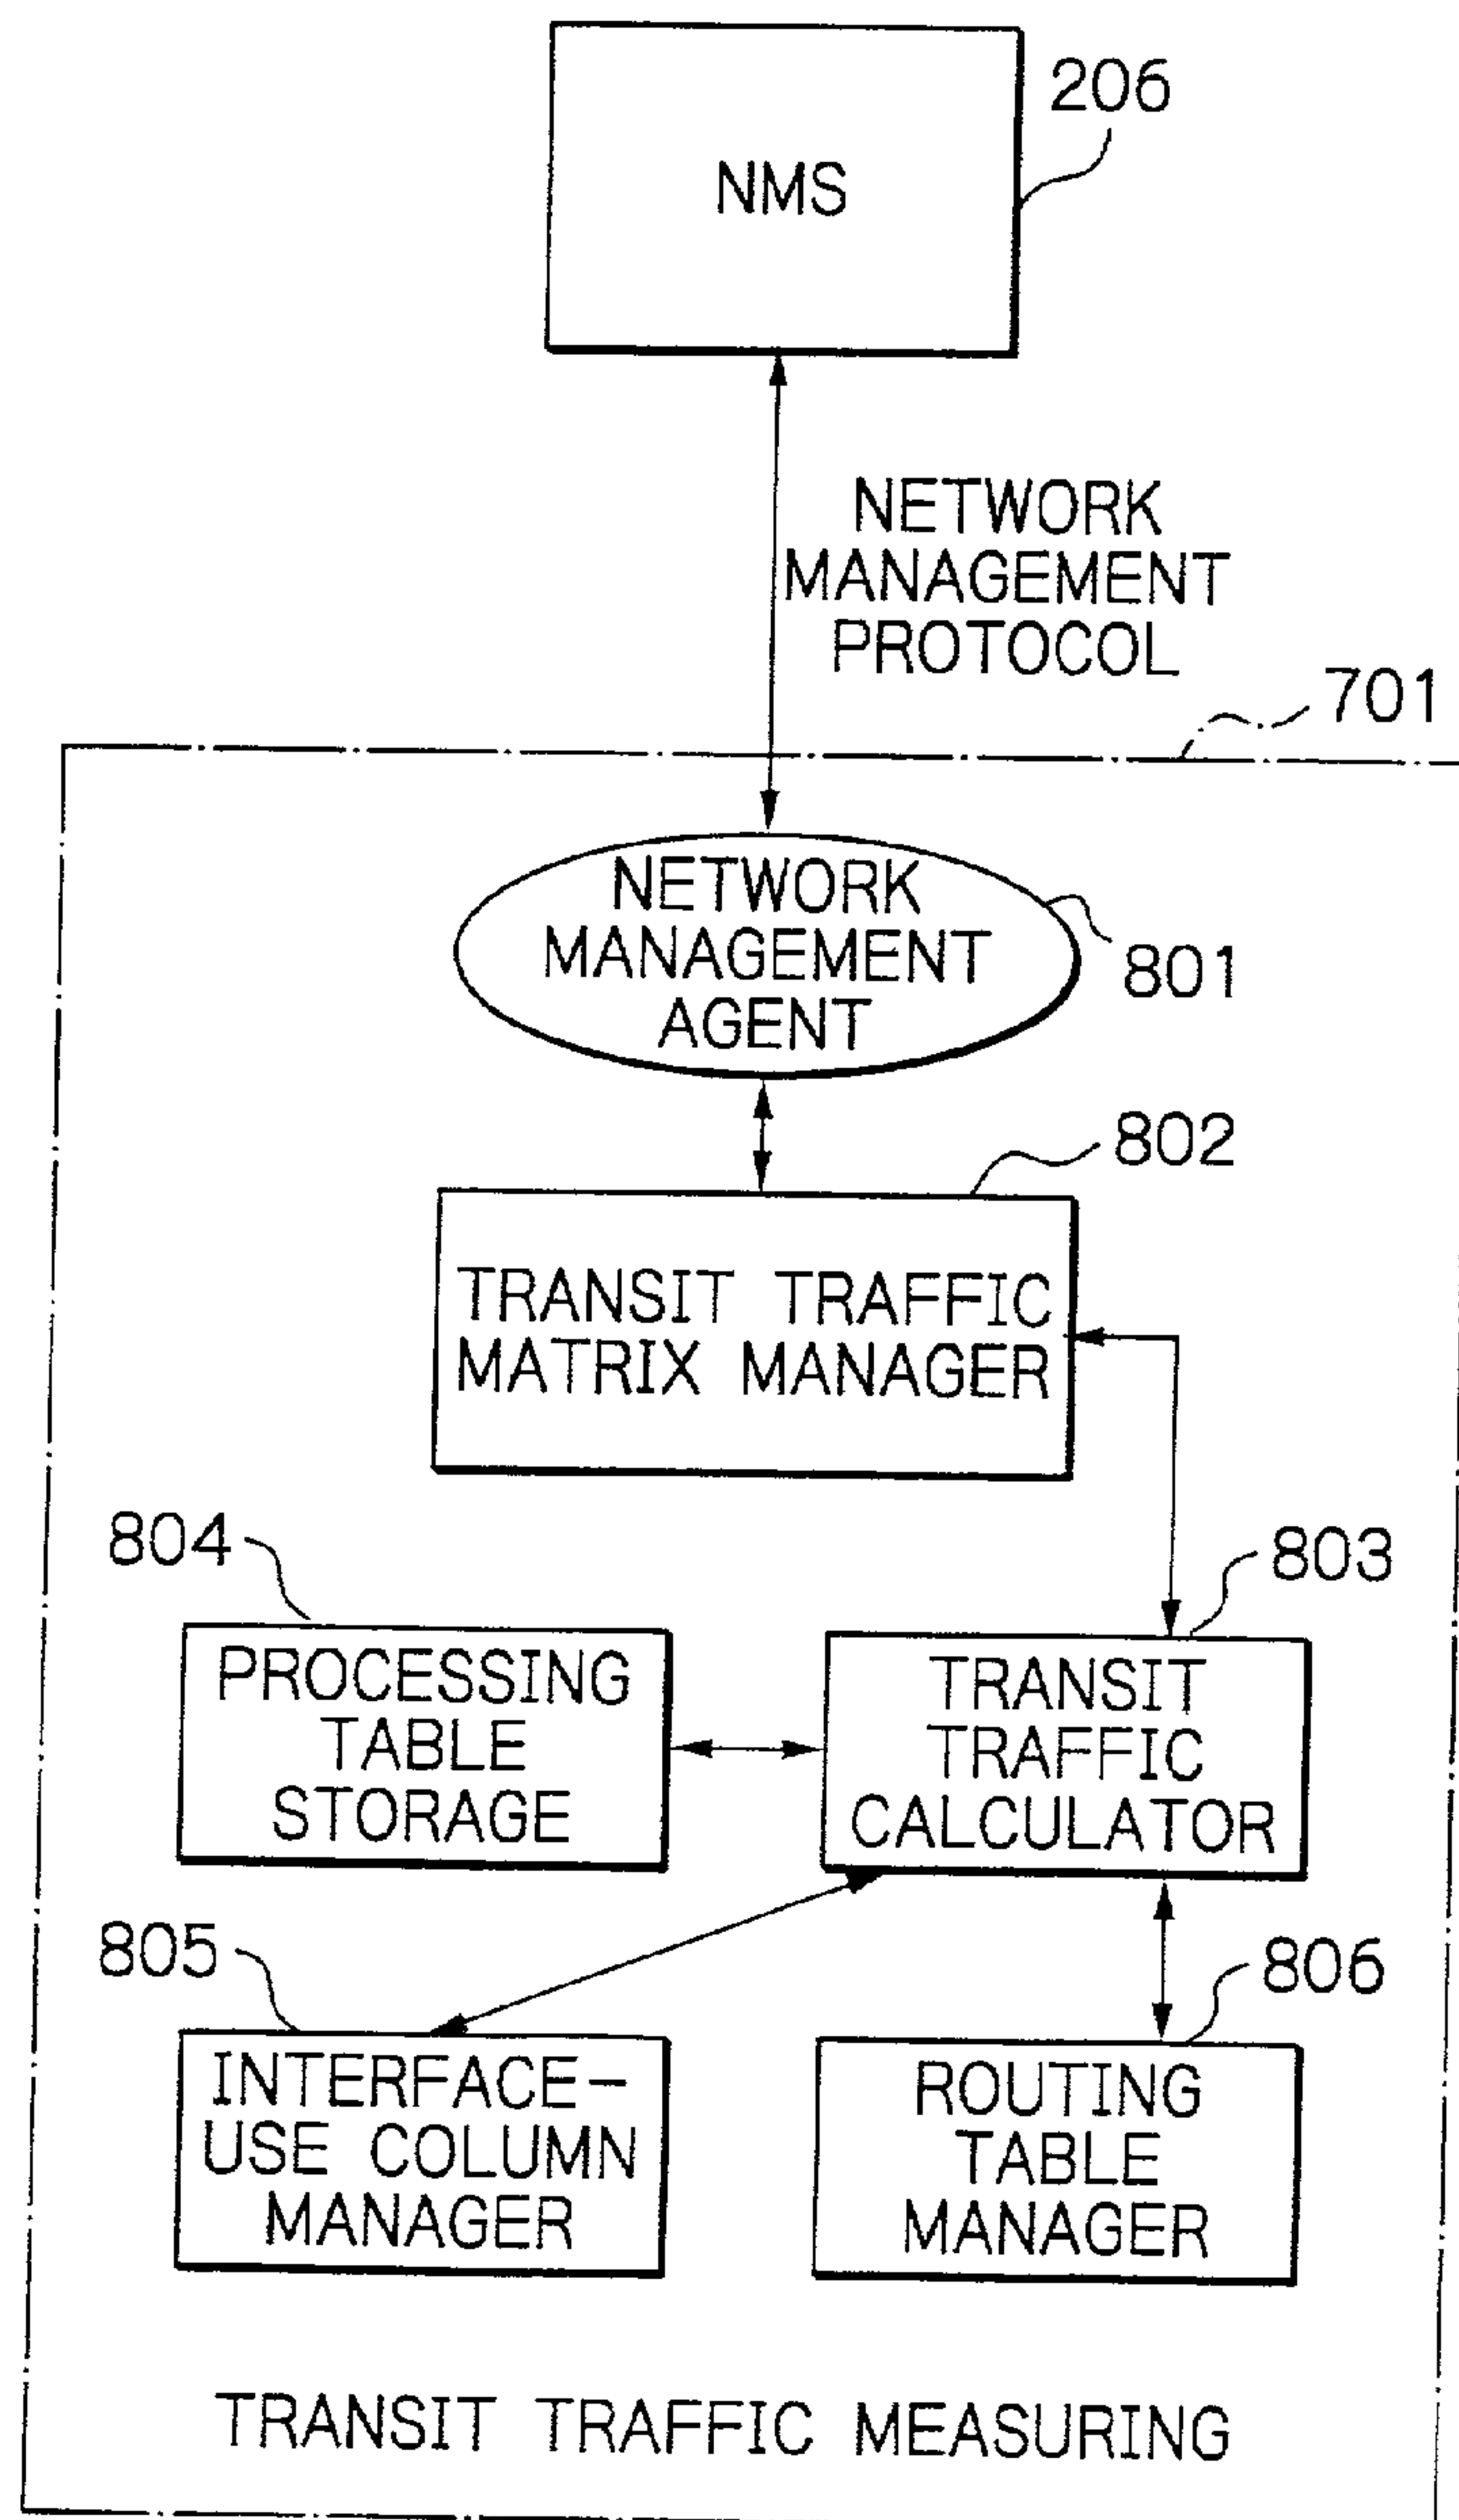 206
NMS
NETWORK
MANAGEMENT
PROTOCOL
701
NETWORK
MANAGEMENT
AGENT
801
802
TRANSIT TRAFFIC
MATRIX MANAGER
804
803
PROCESSING
TABLE
STORAGE
TRANSIT
TRAFFIC
CALCULATOR
805
806
INTERFACE-
USE COLUMN
MANAGER
ROUTING
TABLE
MANAGER
TRANSIT TRAFFIC MEASURING